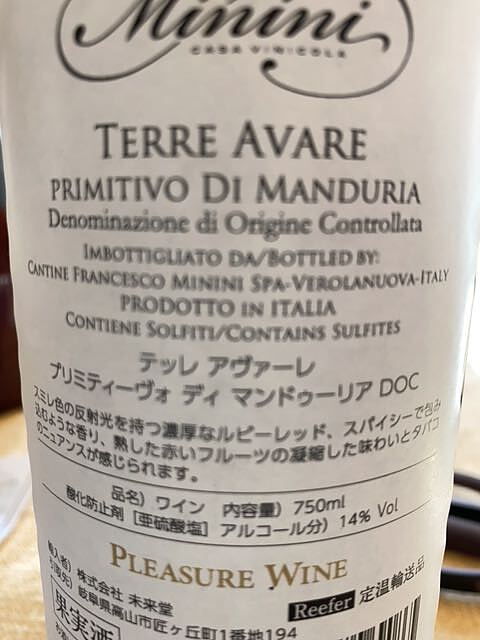 Minini
CASA VINICOLA
TERRE AVARE
PRIMITIVO DI MANDURIA
Denominazione di Origine Controllata
IMBOTTIGLIATO DA/BOTTLED BY:
CANTINE FRANCESCO MININI SPA-VEROLANUOVA-ITALY
PRODOTTO IN ITALIA
CONTIENE SOLFITI/CONTAINS SULFITES
テッレ アヴァーレ
プリミティーヴォ ディ マンドゥーリア DOC
スミレ色の反射光を持つ濃厚なルビーレッド、スパイシーで包み
込むような香り、熟した赤いフルーツの凝縮した味わいとタバコ
のニュアンスが感じられます。
品名）ワイン 内容量）750ml
酸化防止剤［亜硫酸塩］アルコール分）14% Vol
PLEASURE WINE
輸入者）株式会社 未来堂
Reefer 定温輸送品
岐阜県高山市匠ヶ丘町1番地194
果実酒